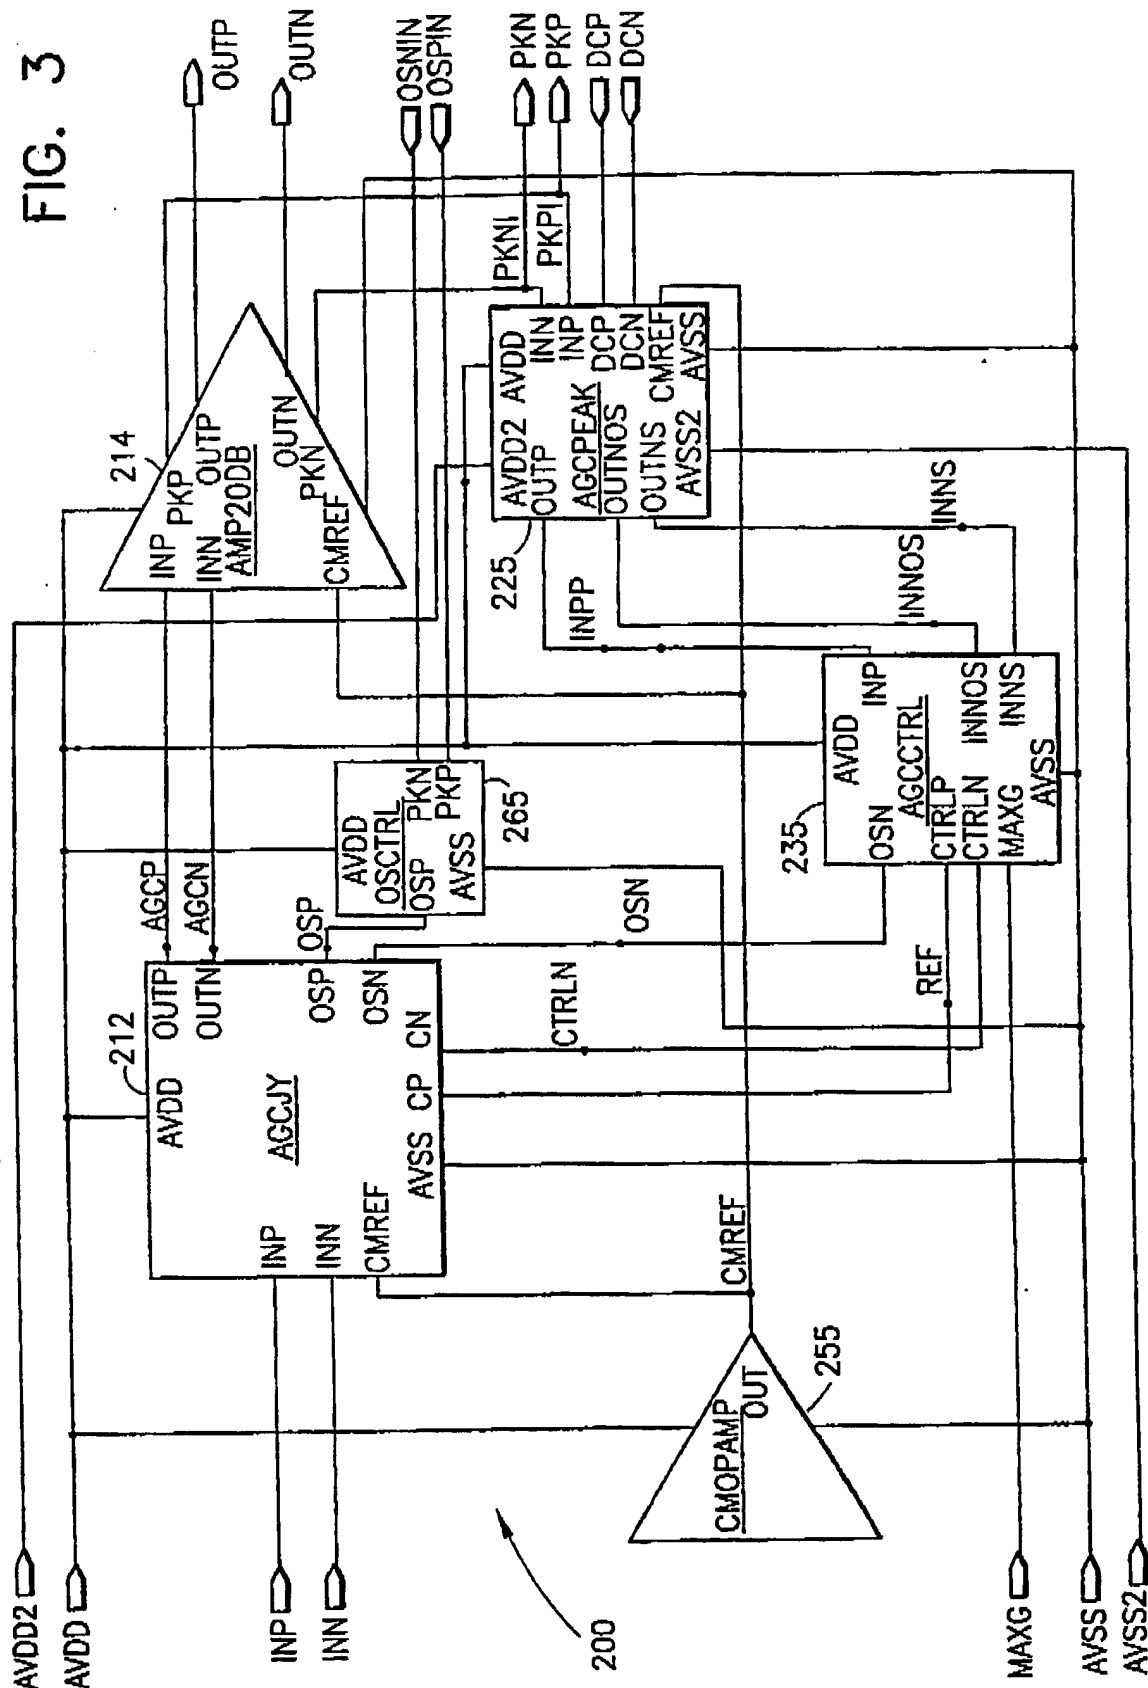 FIG. 3
AVDD2
AVDD
INP
INN
MAXG
AVSS
AVSS2
200
212
AVDD
AGCJY
INP
INN
CMREF
AVSS
CP
CN
OUTP
OUTN
OSP
OSN
AGCP
AGCN
OSP
OSN
CTRLN
REF
CMREF
CMOPAMP
OUT
255
AVDD
OSCTRL
OSP
PKN
PKP
AVSS
265
214
INP
PKP
INN
OUTP
AMP20DB
OUTN
PKN
CMREF
OUTP
OUTN
OSNIN
OSPIN
PKN
PKP
DCP
DCN
PKNI
PKPI
225
AVDD2
AVDD
OUTP
INN
INP
AGCPEAK
DCP
OUTNOS
DCN
OUTNS
CMREF
AVSS2
AVSS
INPP
INNOS
INNS
235
AVDD
OSN
INP
AGCCTRL
CTRLP
CTRLN
INNOS
MAXG
INNS
AVSS